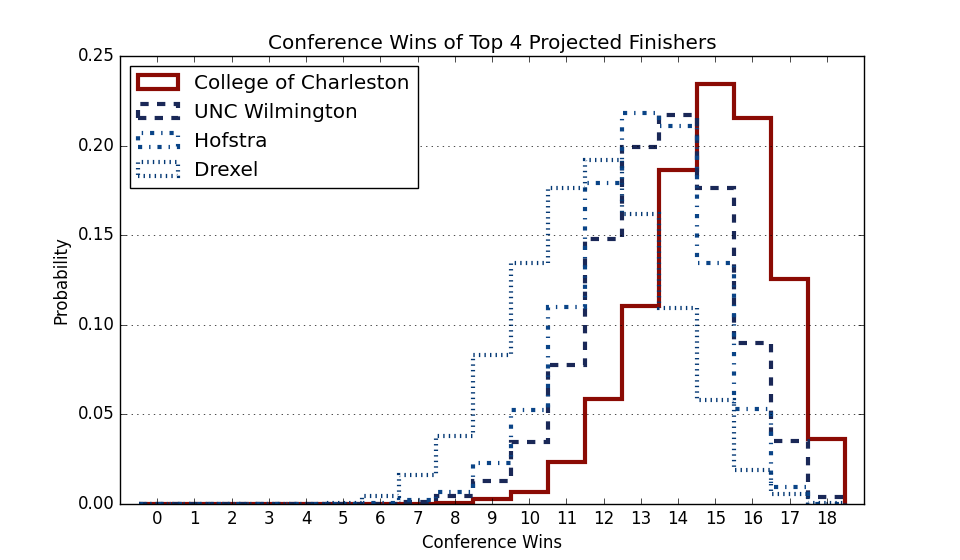 Conference Wins of Top 4 Projected Finishers
0.25
0.20
0.15
0.10
0.05
0.00
Probability
College of Charleston
UNC Wilmington
Hofstra
Drexel
0 1 2 3 4 5 6 7 8 9 10 11 12 13 14 15 16 17 18
Conference Wins